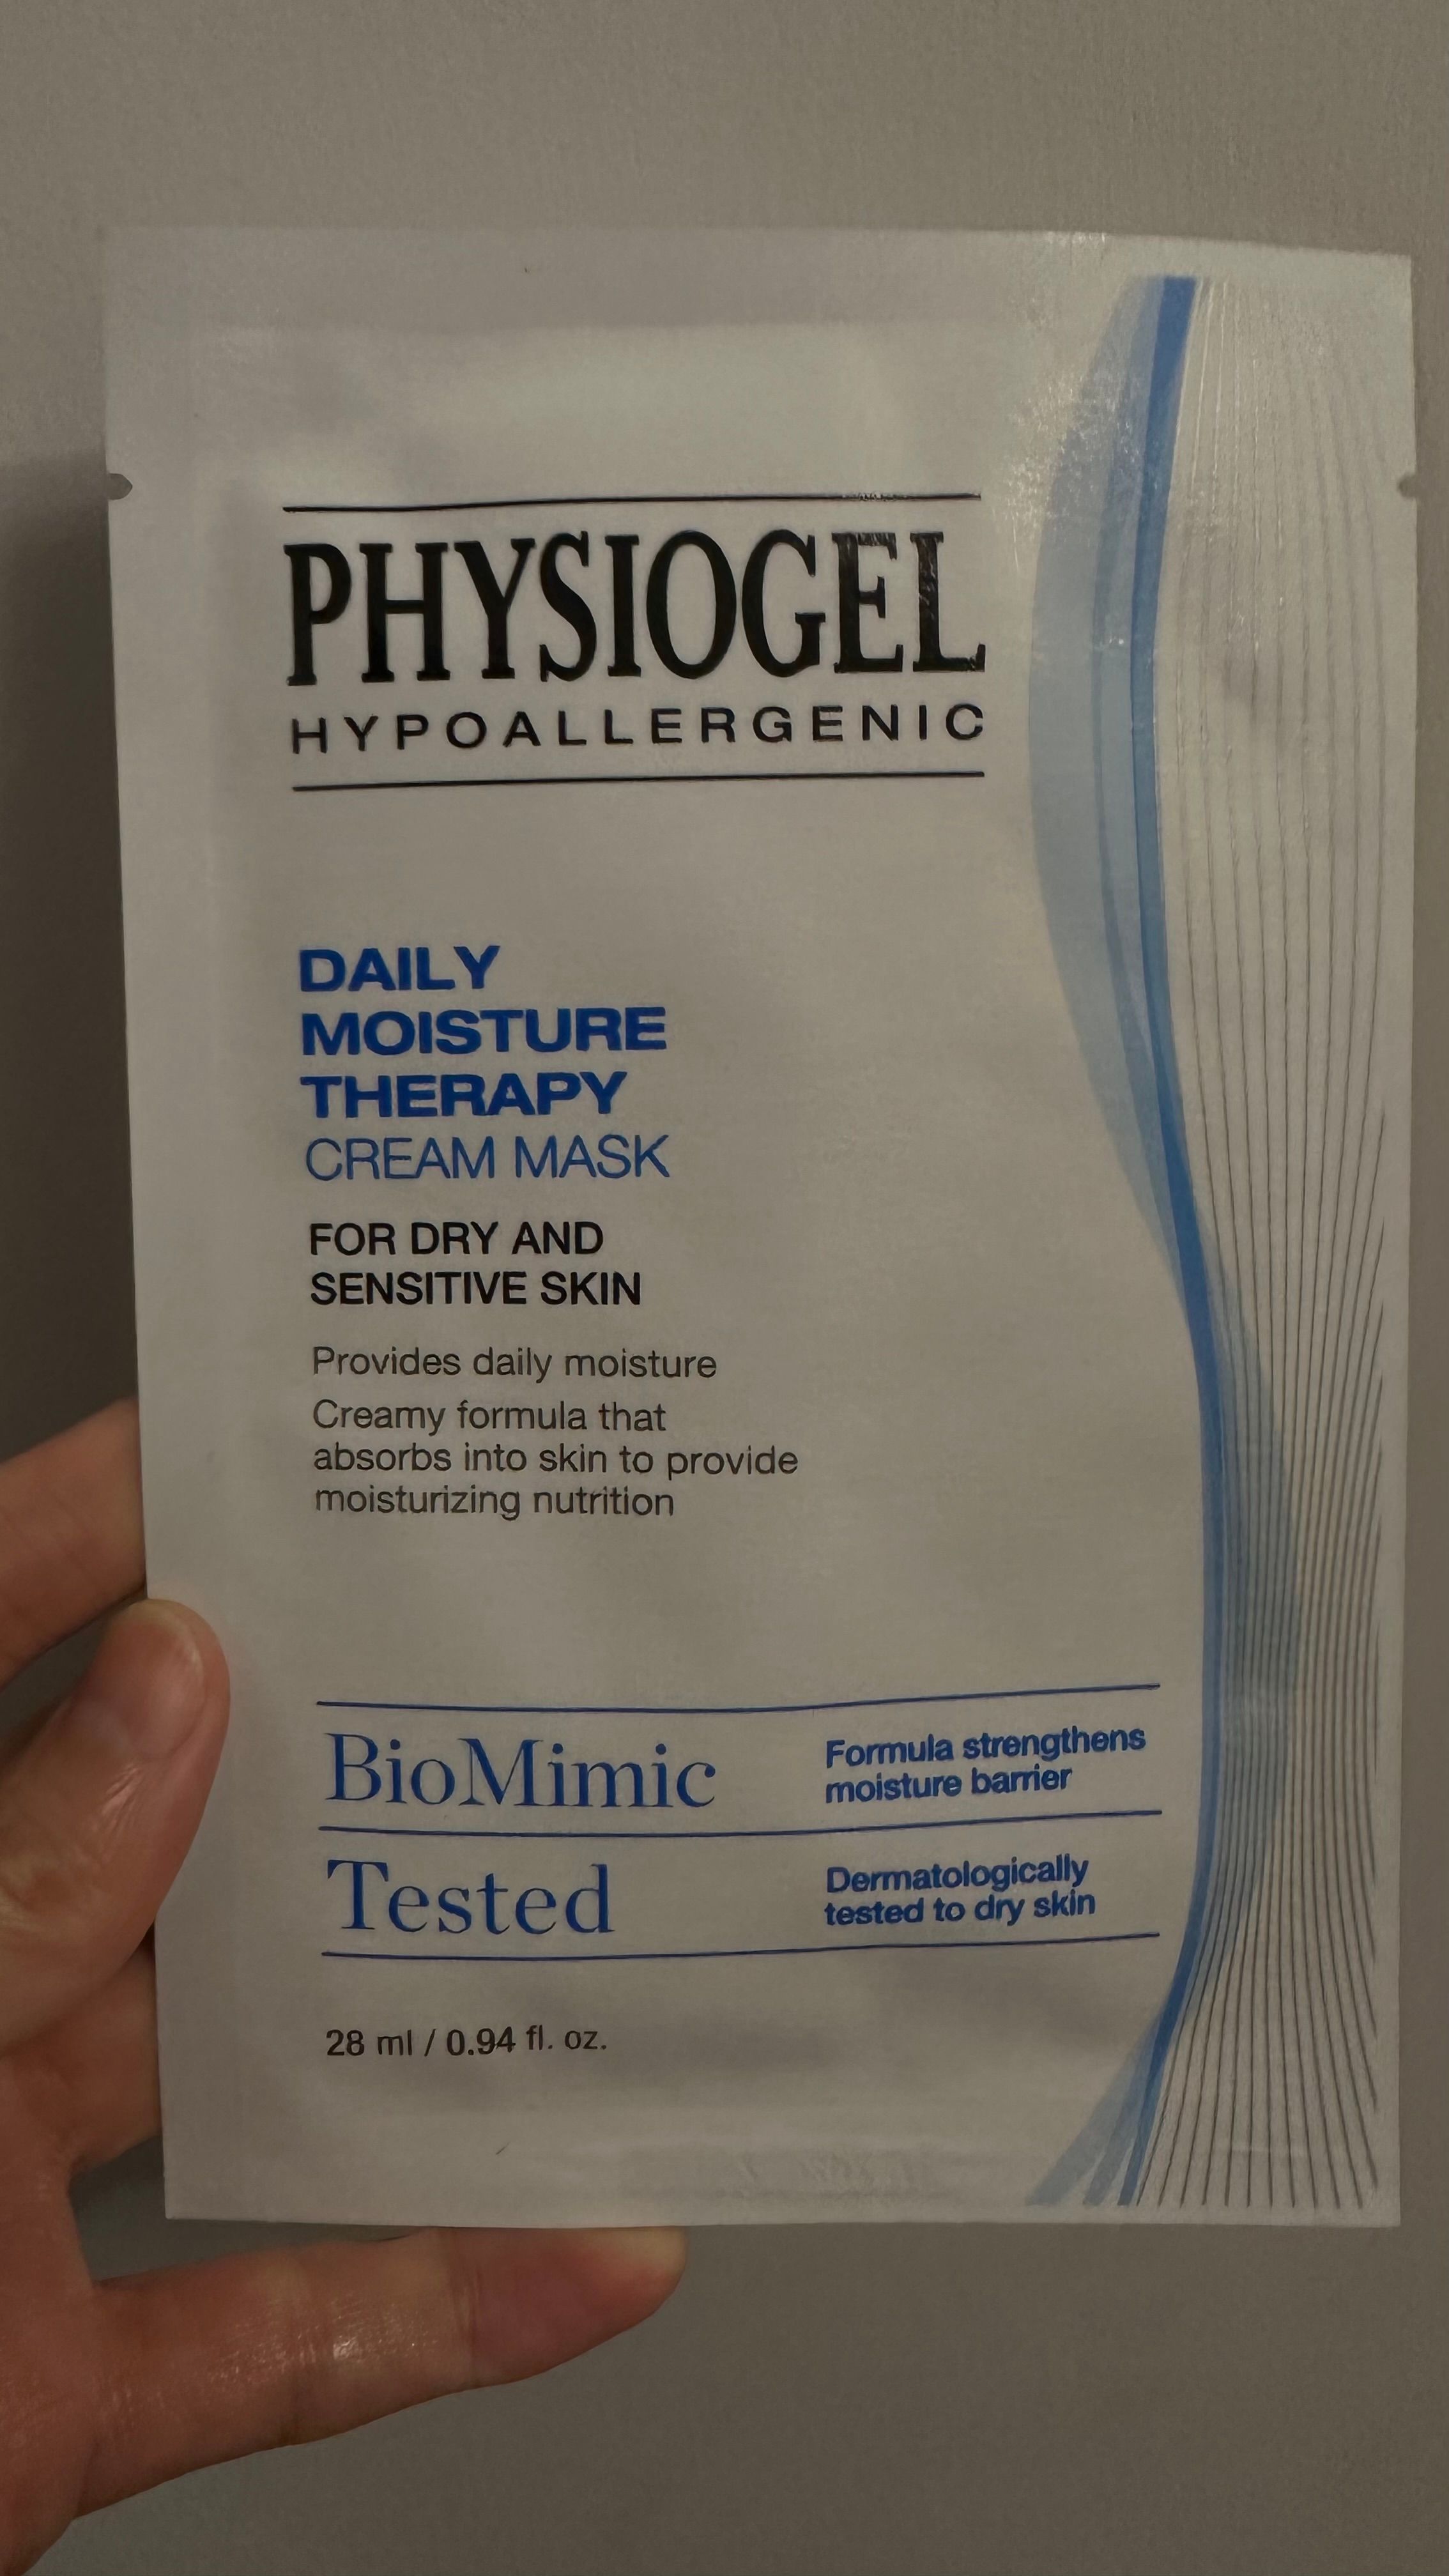 PHYSIOGEL
HYPOALLERGENIC
DAILY
MOISTURE
THERAPY
CREAM MASK
FOR DRY AND
SENSITIVE SKIN
Provides daily moisture
Creamy formula that
absorbs into skin to provide
moisturizing nutrition
BioMimic
Formula strengthens
moisture barrier
Tested
Dermatologically
tested to dry skin
28 ml / 0.94 fl. oz.